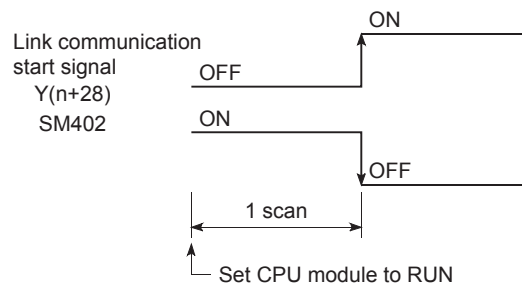 ON
Link communication
start signal
OFF
Y(n+28)
ON
SM402
OFF
1 scan
Set CPU module to RUN